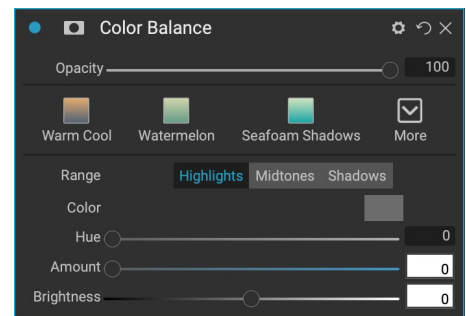 Color Balance
Opacity 100
Warm Cool Watermelon Seafoam Shadows More
Range Highlights Midtones Shadows
Color
Hue 0
Amount 0
Brightness 0